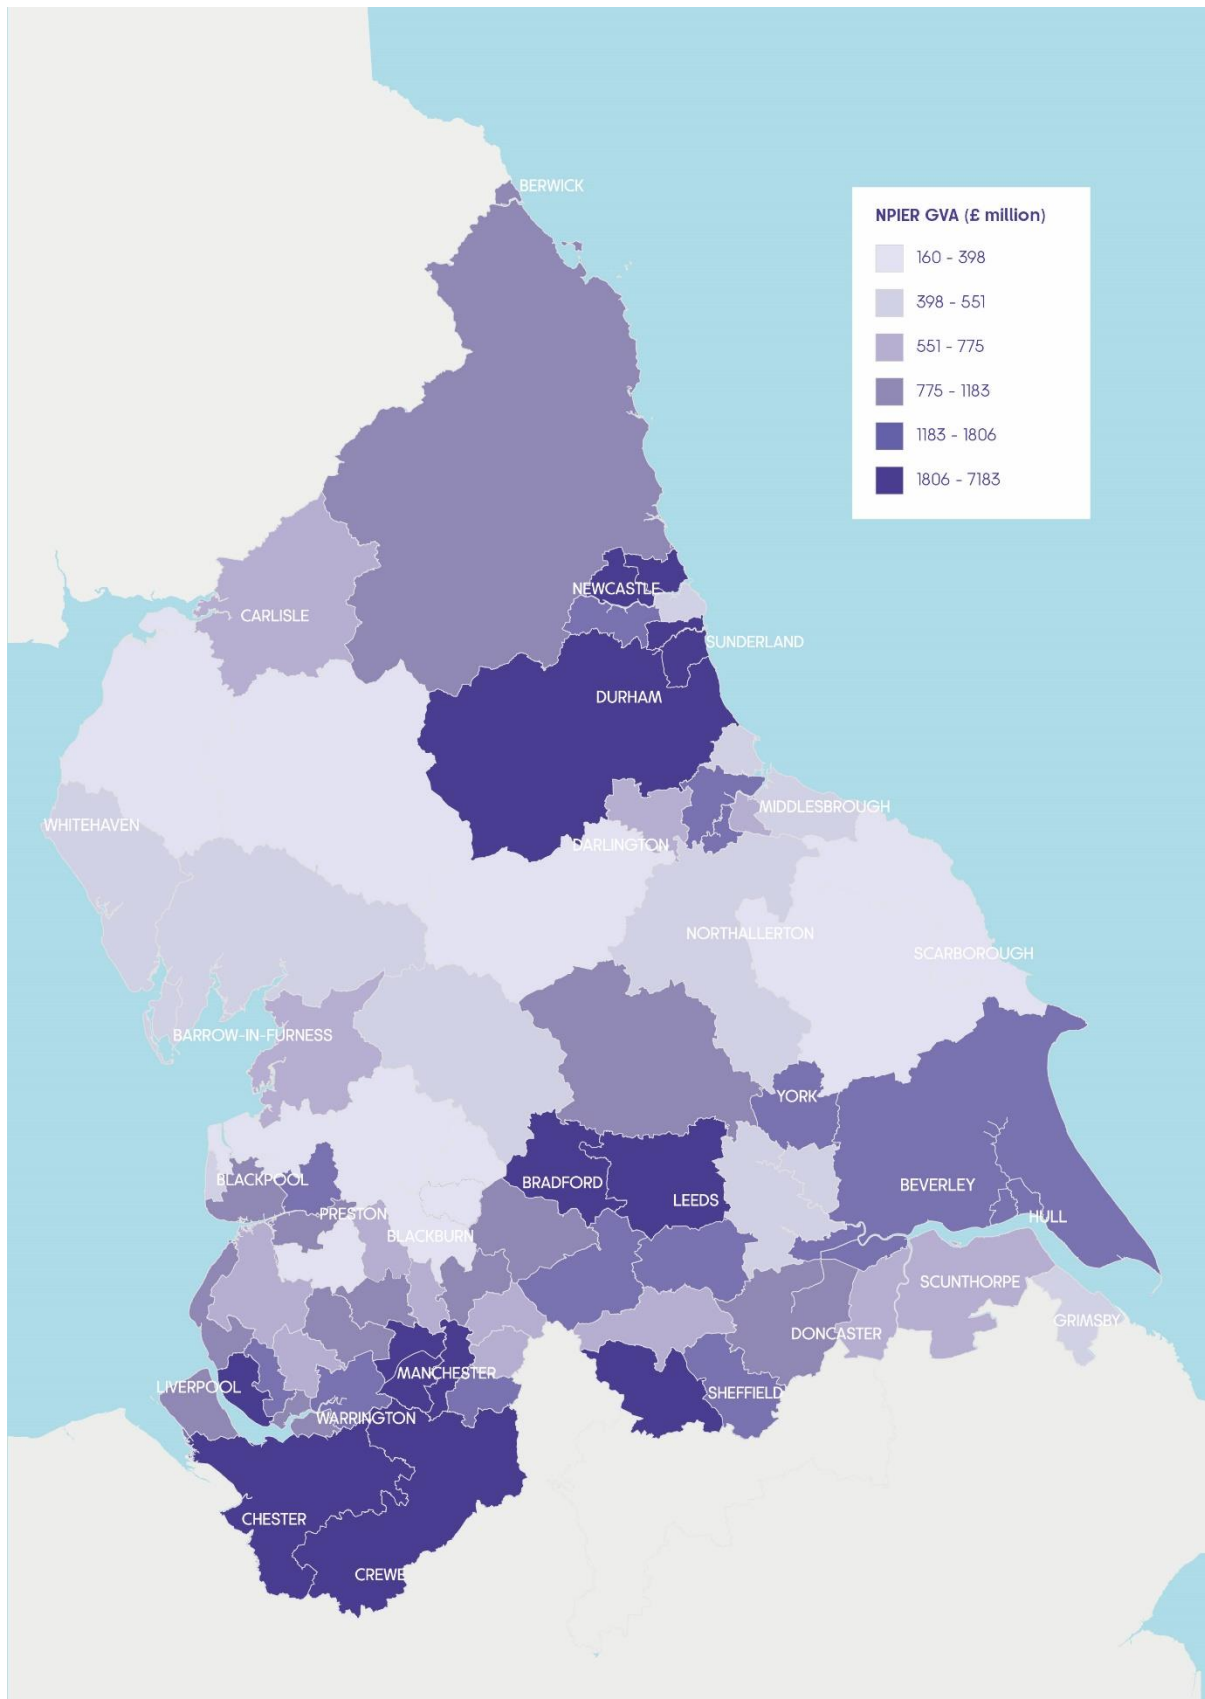 BERWICK
NPIER GVA (£ million)
160 - 398
398 - 551
551 - 775
775 - 1183
1183 - 1806
1806 - 7183
NEWCASTLE
CARLISLE
SUNDERLAND
DURHAM
MIDDLESBROUGH
WHITEHAVEN
DARLINGTON
NORTHALLERTON
SCARBOROUGH
BARROW-IN-FURNESS
YORK
BLACKPOOL
BRADFORD
BEVERLEY
LEEDS
PRESTON
HULL
BLACKBURN
SCUNTHORPE
GRIMSBY
DONCASTER
MANCHESTER
LIVERPOOL
SHEFFIELD
WARRINGTON
CHESTER
CREWE